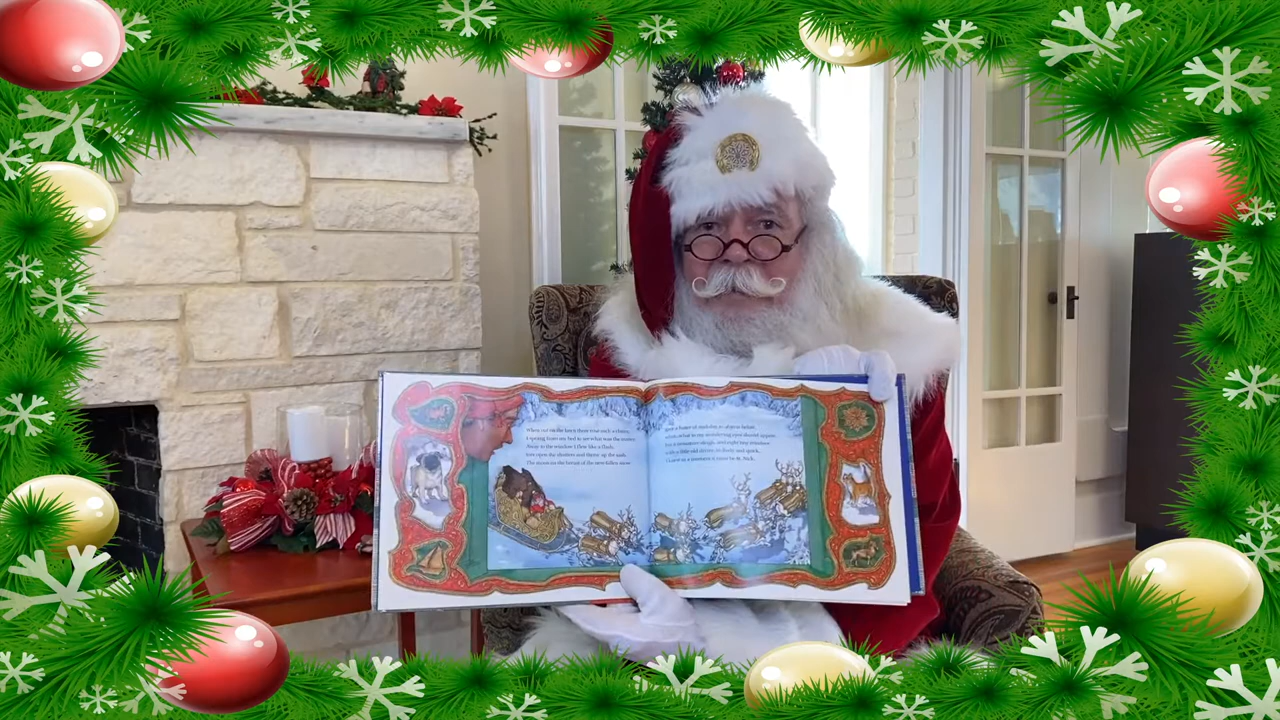 When out on the lawn there rose such a clatter,
I sprang from my bed to see what was the matter.
Away to the window I flew like a flash,
tore open the shutters and threw up the sash.
The moon on the breast of the new-fallen snow
gave a luster of midday to objects below,
when, what to my wondering eyes should appear,
but a miniature sleigh, and eight tiny reindeer,
with a little old driver, so lively and quick,
I knew in a moment it must be St. Nick.